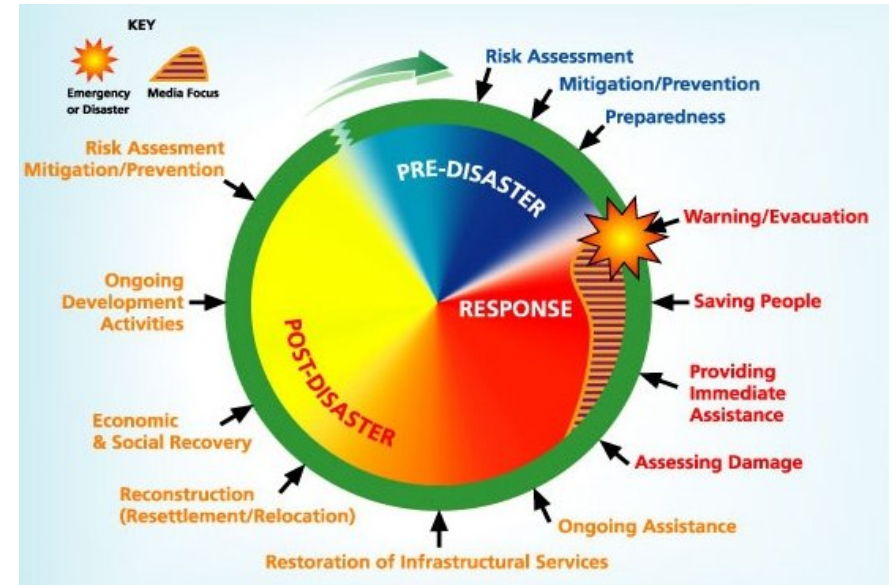 KEY
Emergency
or Disaster
Media Focus
Risk Assessment
Mitigation/Prevention
Preparedness
PRE-DISASTER
Warning/Evacuation
RESPONSE
Saving People
Providing
Immediate
Assistance
Assessing Damage
Ongoing Assistance
Restoration of Infrastructural Services
Reconstruction
(Resettlement/Relocation)
Economic
& Social Recovery
POST-DISASTER
Ongoing
Development
Activities
Risk Assesment
Mitigation/Prevention